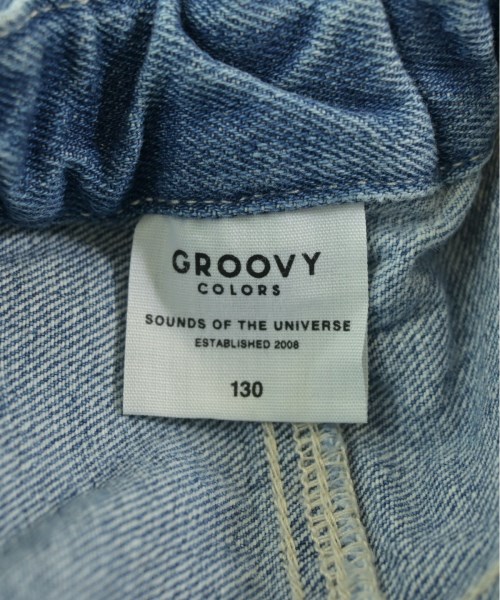 GROOVY
COLORS
SOUNDS OF THE UNIVERSE
ESTABLISHED 2008
130